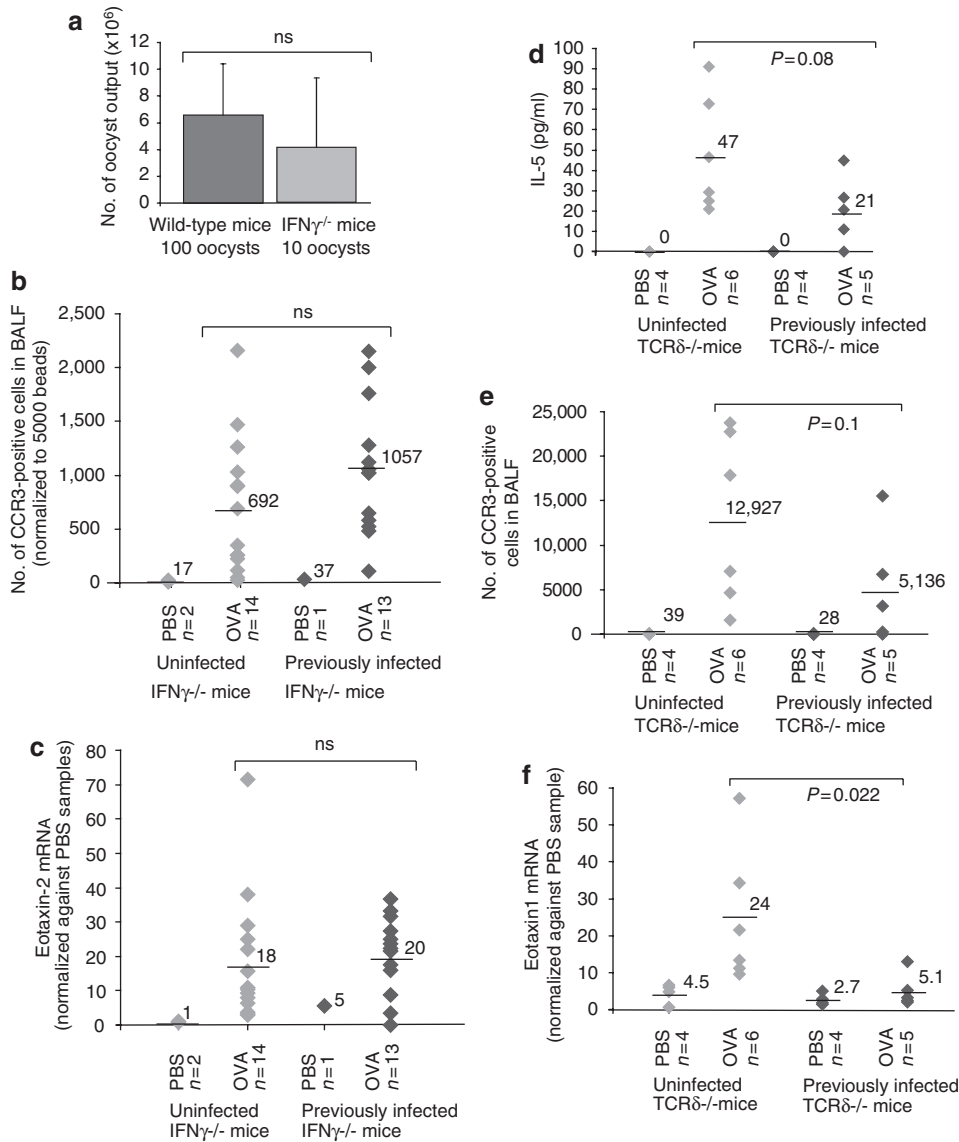 a
ns
No. of oocyst output (x10⁶)
12
10
8
6
4
2
0
Wild-type mice
100 oocysts
IFNγ-/- mice
10 oocysts
b
ns
No. of CCR3-positive cells in BALF
(normalized to 5000 beads)
2,500
2,000
1,500
1,000
500
0
17
692
37
1057
PBS
n=2
OVA
n=14
PBS
n=1
OVA
n=13
Uninfected
IFNγ-/- mice
Previously infected
IFNγ-/- mice
c
ns
Eotaxin-2 mRNA
(normalized against PBS samples)
80
70
60
50
40
30
20
10
0
1
18
5
20
PBS
n=2
OVA
n=14
PBS
n=1
OVA
n=13
Uninfected
IFNγ-/- mice
Previously infected
IFNγ-/- mice
d
P=0.08
IL-5 (pg/ml)
100
90
80
70
60
50
40
30
20
10
0
0
47
0
21
PBS
n=4
OVA
n=6
PBS
n=4
OVA
n=5
Uninfected
TCRδ-/-mice
Previously infected
TCRδ-/- mice
e
P=0.1
No. of CCR3-positive
cells in BALF
25,000
20,000
15,000
10,000
5000
0
39
12,927
28
5,136
PBS
n=4
OVA
n=6
PBS
n=4
OVA
n=5
Uninfected
TCRδ-/-mice
Previously infected
TCRδ-/- mice
f
P=0.022
Eotaxin1 mRNA
(normalized against PBS sample)
60
50
40
30
20
10
0
4.5
24
2.7
5.1
PBS
n=4
OVA
n=6
PBS
n=4
OVA
n=5
Uninfected
TCRδ-/-mice
Previously infected
TCRδ-/- mice